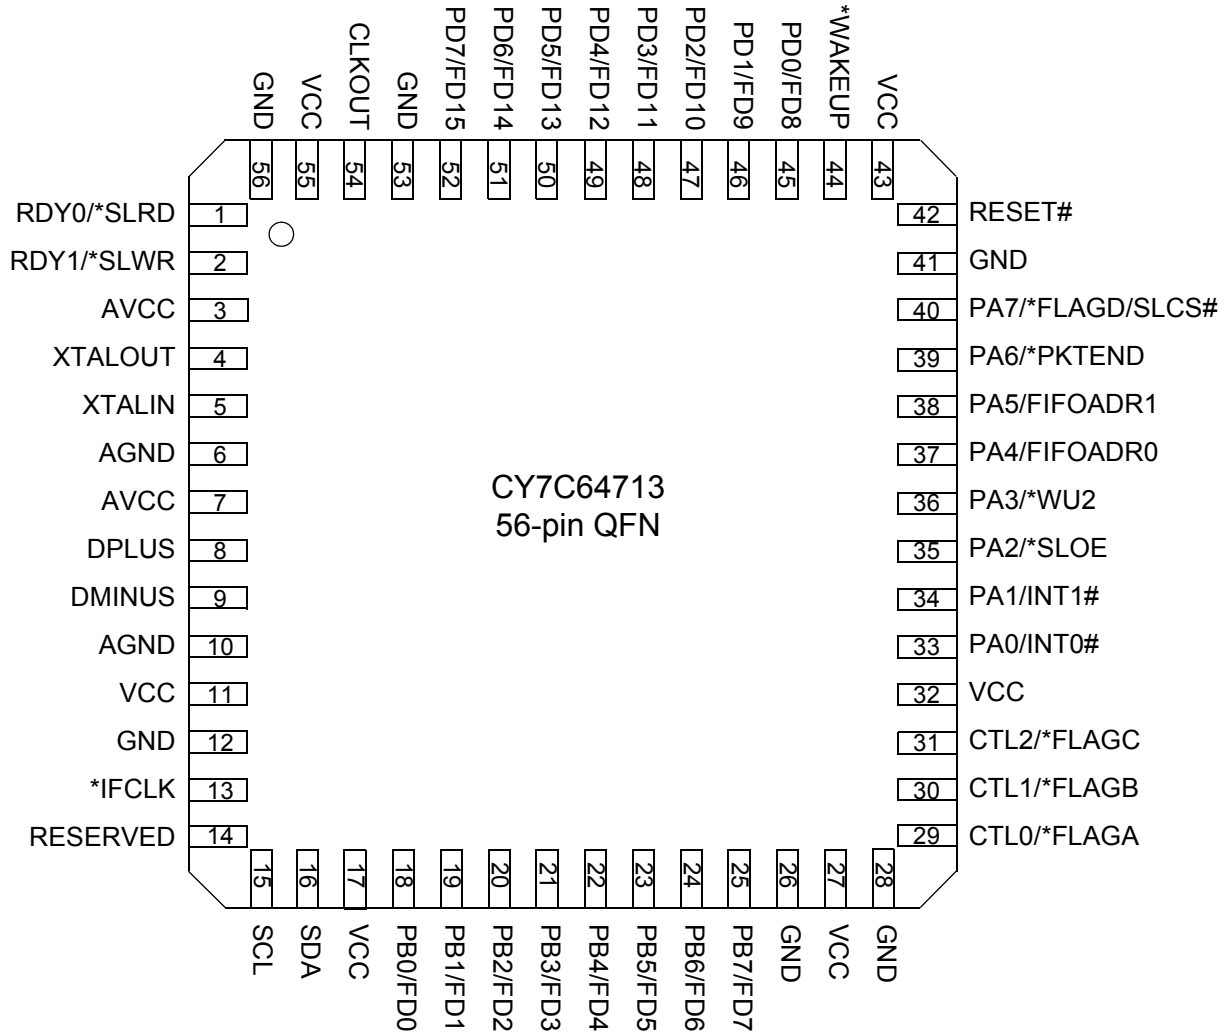 GND
VCC
CLKOUT
GND
PD7/FD15
PD6/FD14
PD5/FD13
PD4/FD12
PD3/FD11
PD2/FD10
PD1/FD9
PD0/FD8
*WAKEUP
VCC
56
55
54
53
52
51
50
49
48
47
46
45
44
43
RDY0/*SLRD 1
RDY1/*SLWR 2
AVCC 3
XTALOUT 4
XTALIN 5
AGND 6
AVCC 7
DPLUS 8
DMINUS 9
AGND 10
VCC 11
GND 12
*IFCLK 13
RESERVED 14
CY7C64713
56-pin QFN
42 RESET#
41 GND
40 PA7/*FLAGD/SLCS#
39 PA6/*PKTEND
38 PA5/FIFOADR1
37 PA4/FIFOADR0
36 PA3/*WU2
35 PA2/*SLOE
34 PA1/INT1#
33 PA0/INT0#
32 VCC
31 CTL2/*FLAGC
30 CTL1/*FLAGB
29 CTL0/*FLAGA
15
16
17
18
19
20
21
22
23
24
25
26
27
28
SCL
SDA
VCC
PB0/FD0
PB1/FD1
PB2/FD2
PB3/FD3
PB4/FD4
PB5/FD5
PB6/FD6
PB7/FD7
GND
VCC
GND